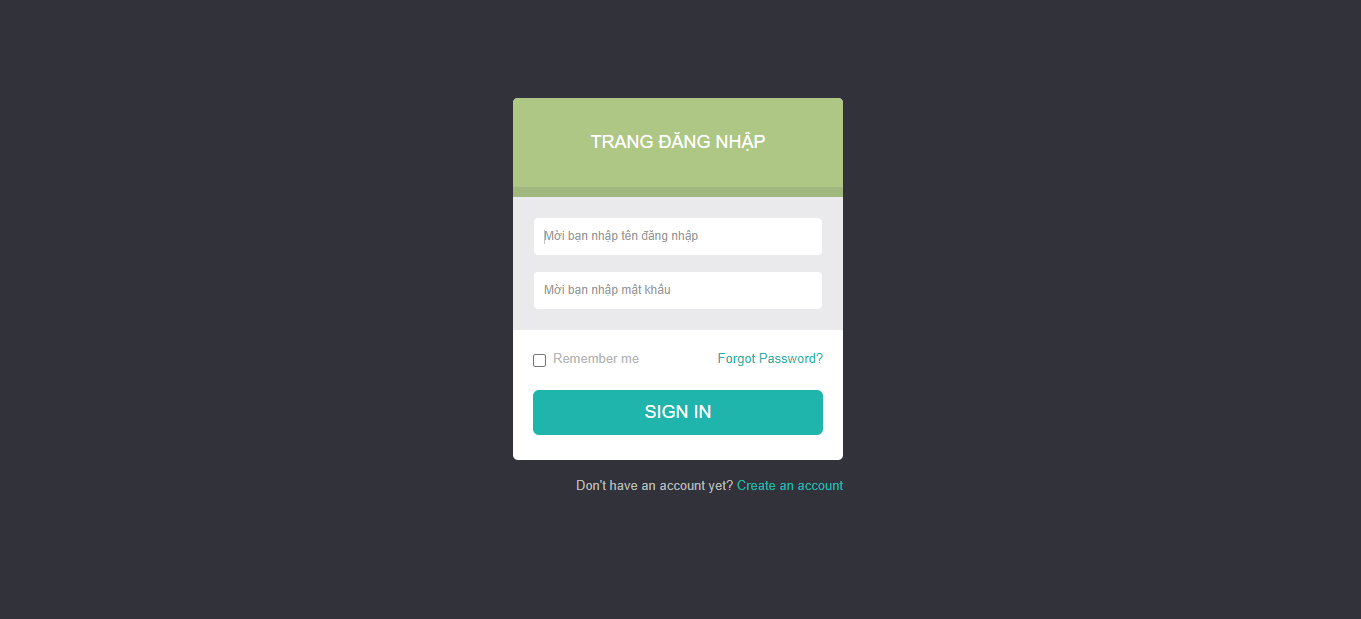 TRANG ĐĂNG NHẬP
Mời bạn nhập tên đăng nhập
Mời bạn nhập mật khẩu
Remember me Forgot Password?
SIGN IN
Don't have an account yet? Create an account